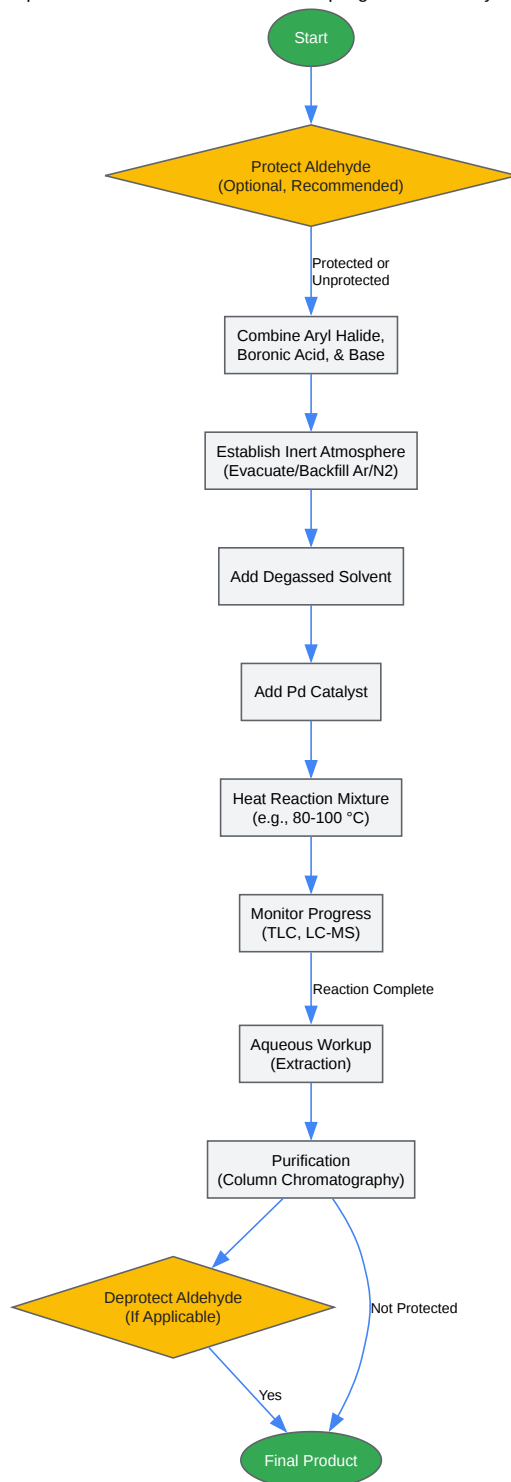 Start
Protect Aldehyde
(Optional, Recommended)
Protected or
Unprotected
Combine Aryl Halide,
Boronic Acid, & Base
Establish Inert Atmosphere
(Evacuate/Backfill Ar/N2)
Add Degassed Solvent
Add Pd Catalyst
Heat Reaction Mixture
(e.g., 80-100 °C)
Monitor Progress
(TLC, LC-MS)
Reaction Complete
Aqueous Workup
(Extraction)
Purification
(Column Chromatography)
Deprotect Aldehyde
(If Applicable)
Not Protected
Yes
Final Product